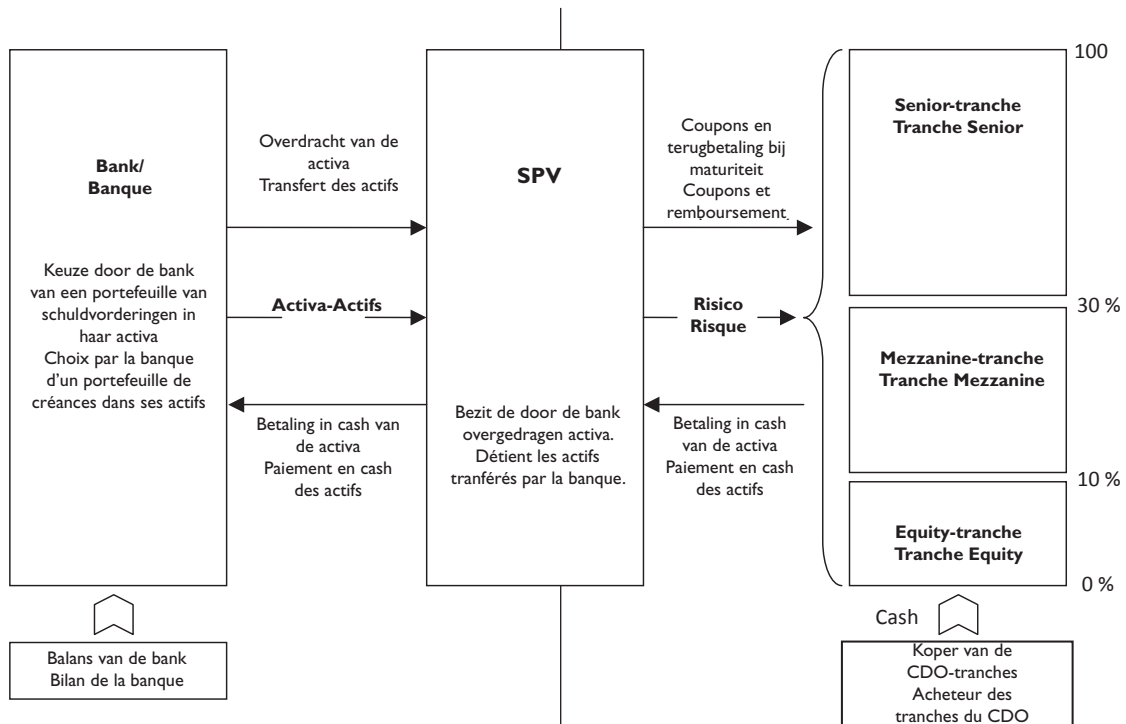 Bank/
Banque
Keuze door de bank
van een portefeuille van
schuldvorderingen in
haar activa
Choix par la banque
d'un portefeuille de
créances dans ses actifs
Balans van de bank
Bilan de la banque
Overdracht van de
activa
Transfert des actifs
Activa-Actifs
Betaling in cash van
de activa
Paiement en cash
des actifs
SPV
Bezit de door de bank
overgedragen activa.
Détient les actifs
tranférés par la banque.
Coupons en
terugbetaling bij
maturiteit
Coupons et
remboursement.
Risico
Risque
Betaling in cash
van de activa
Paiement en cash
des actifs
100
Senior-tranche
Tranche Senior
30 %
Mezzanine-tranche
Tranche Mezzanine
10 %
Equity-tranche
Tranche Equity
0 %
Cash
Koper van de
CDO-tranches
Acheteur des
tranches du CDO